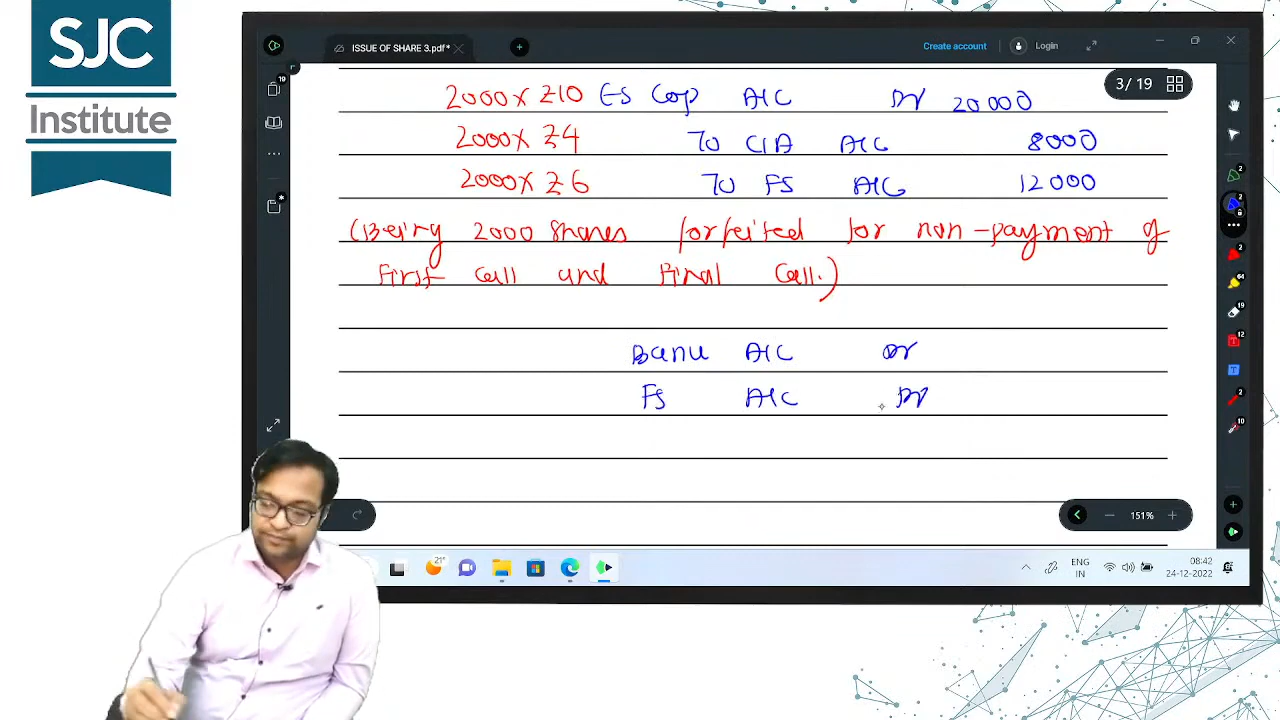 SJC
Institute
ISSUE OF SHARE 3.pdf*
Create account
Login
3/19
2000 x ₹10 ES Cap A/C Dr 20000
2000 x ₹4 To CIA A/C 8000
2000 x ₹6 To FS A/C 12000
(Being 2000 shares forfeited for non-payment of
first call and final call.)
Bank A/C Dr
FS A/C Dr
151%
21°
ENG
IN
08:42
24-12-2022